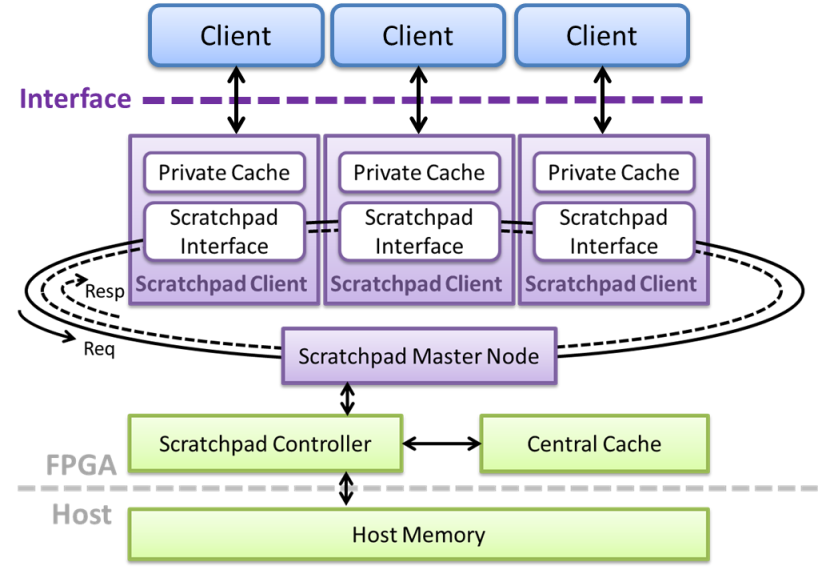 Client Client Client
Interface
Private Cache Private Cache Private Cache
Scratchpad Scratchpad Scratchpad
Interface Interface Interface
Scratchpad Client Scratchpad Client Scratchpad Client
Resp
Req
Scratchpad Master Node
Scratchpad Controller Central Cache
FPGA
Host
Host Memory